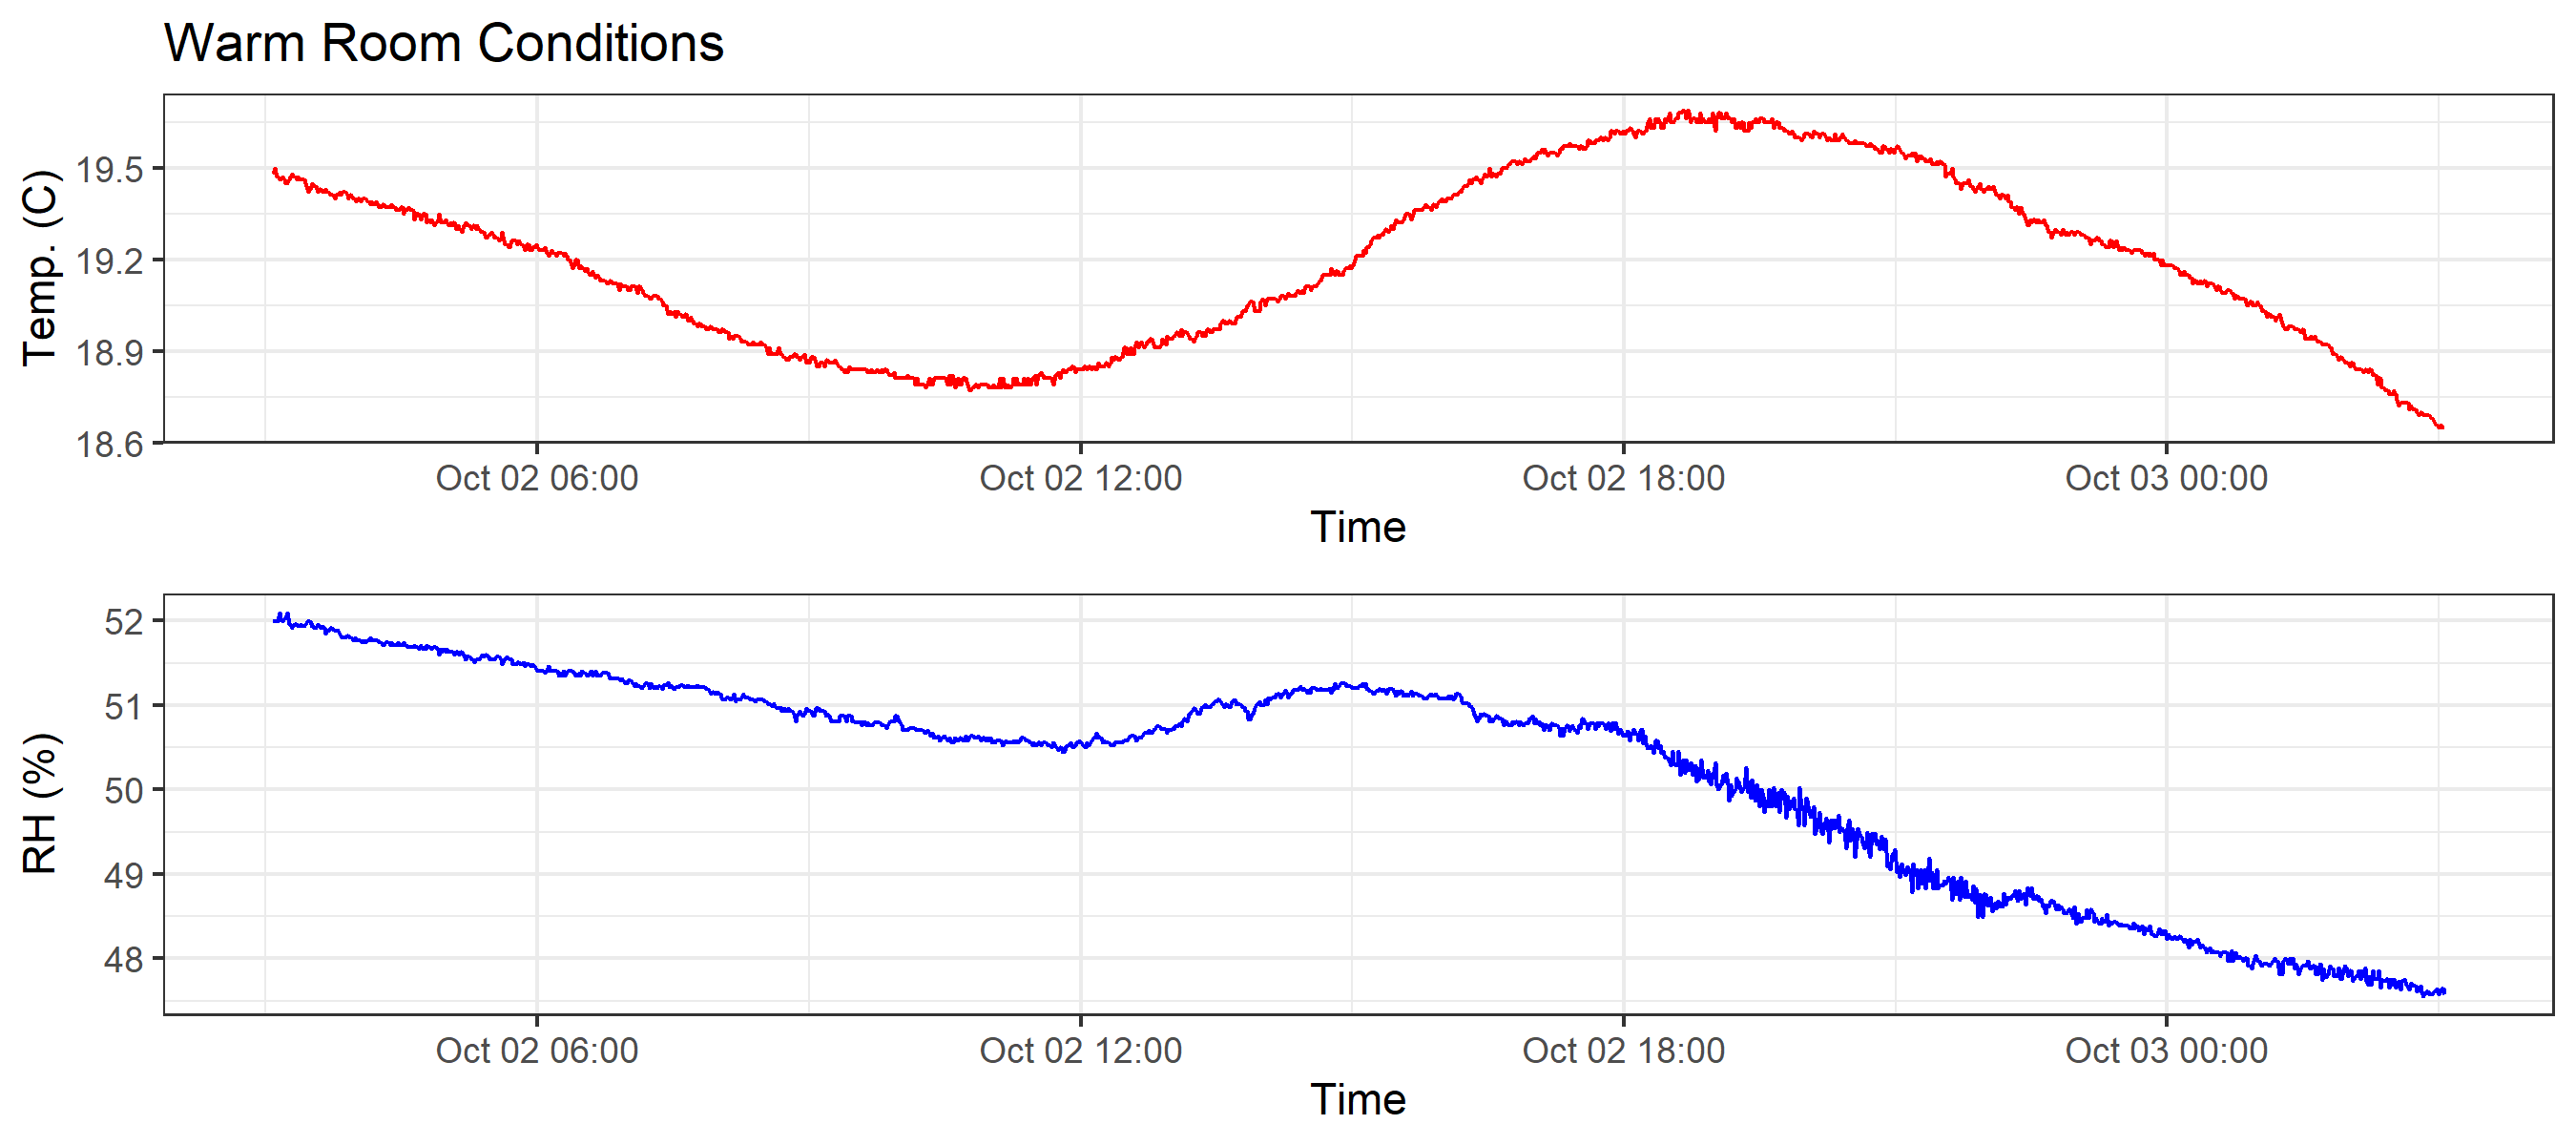 Warm Room Conditions
Temp. (C)
19.5
19.2
18.9
18.6
Oct 02 06:00 Oct 02 12:00 Oct 02 18:00 Oct 03 00:00
Time
RH (%)
52
51
50
49
48
Oct 02 06:00 Oct 02 12:00 Oct 02 18:00 Oct 03 00:00
Time